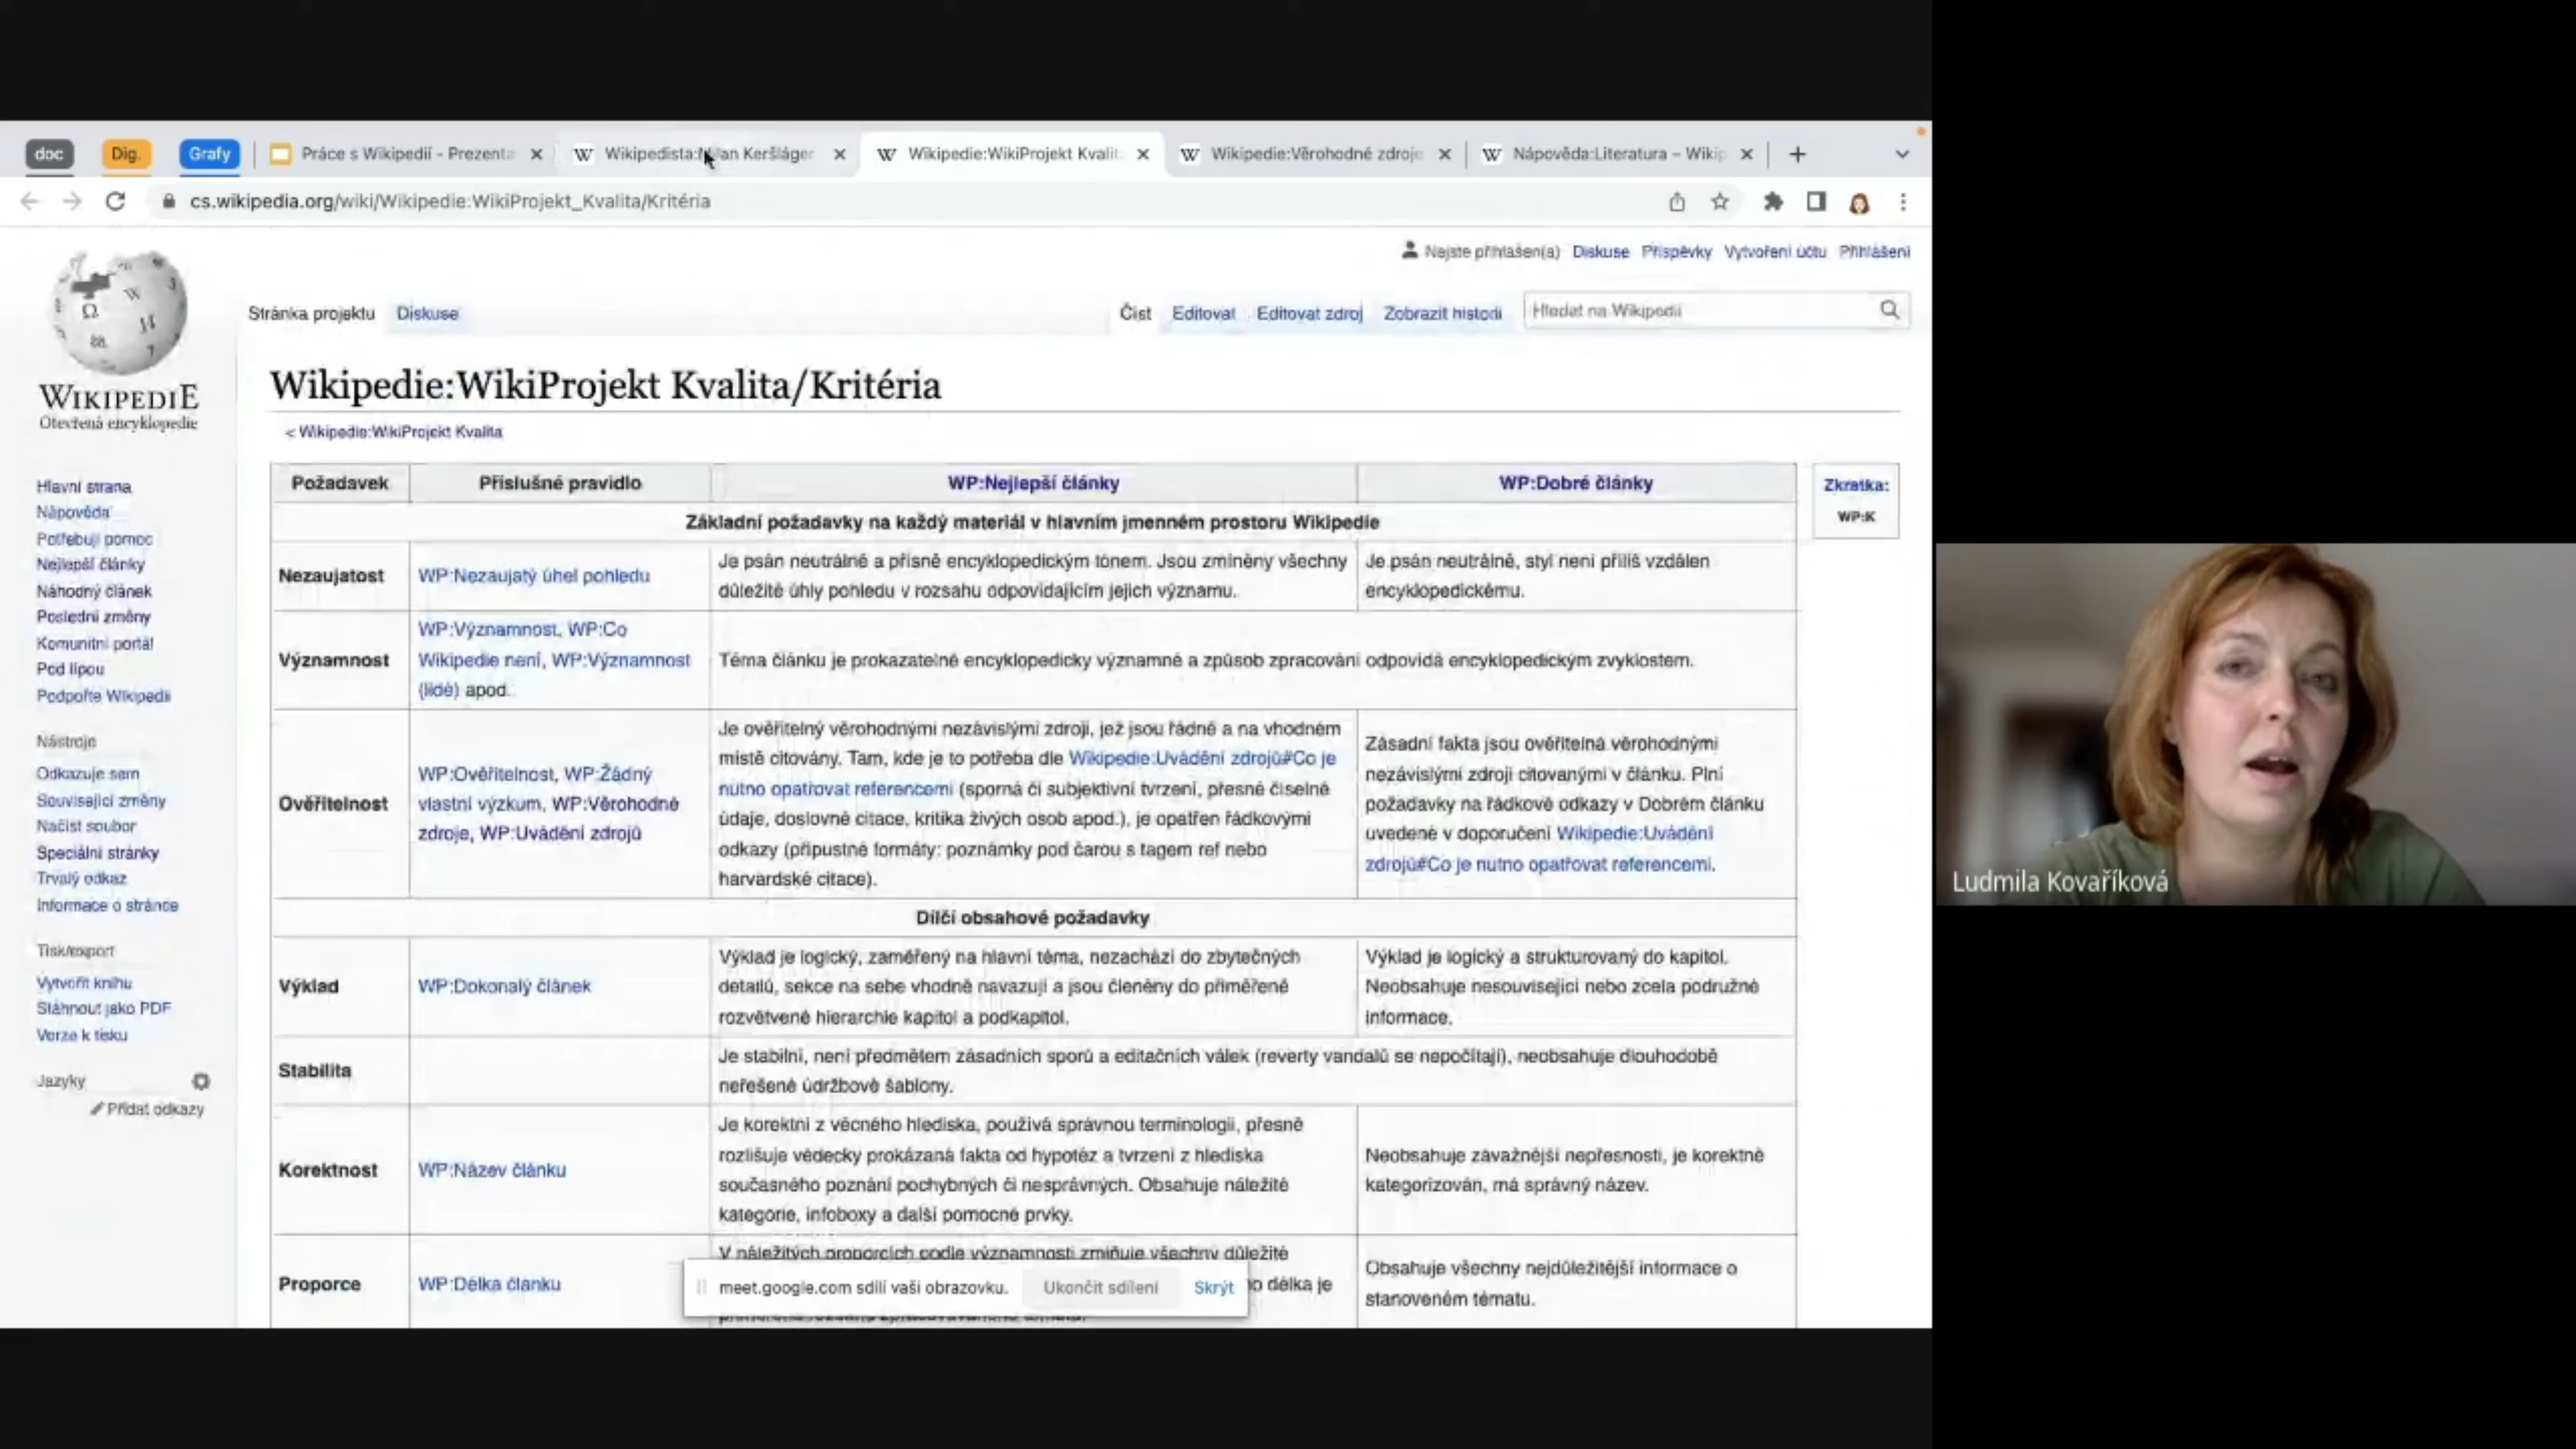 doc
Dig.
Grafy
Práce s Wikipedií - Prezenta
Wikipedista:
an Keršláger
Wikipedie:WikiProjekt Kvalit
Wikipedie:Věrohodné zdroje
Nápověda:Literatura – Wikip
cs.wikipedia.org/wiki/Wikipedie:WikiProjekt_Kvalita/Kritéria
Nejste přihlášen(a)
Diskuse
Příspěvky
Vytvoření účtu
Přihlášení
Stránka projektu
Diskuse
Číst
Editovat
Editovat zdroj
Zobrazit historii
Hledat na Wikipedii
WIKIPEDIE
Otevřená encyklopedie
Hlavní strana
Nápověda
Potřebuji pomoc
Nejlepší články
Náhodný článek
Poslední změny
Komunitní portál
Pod lípou
Podpořte Wikipedii
Nástroje
Odkazuje sem
Související změny
Načíst soubor
Speciální stránky
Trvalý odkaz
Informace o stránce
Tisk/export
Vytvořit knihu
Stáhnout jako PDF
Verze k tisku
Jazyky
Přidat odkazy
Wikipedie:WikiProjekt Kvalita/Kritéria
< Wikipedie:WikiProjekt Kvalita
Zkratka:
WP:K
Požadavek
Příslušné pravidlo
WP:Nejlepší články
WP:Dobré články
Základní požadavky na každý materiál v hlavním jmenném prostoru Wikipedie
Nezaujatost
WP:Nezaujatý úhel pohledu
Je psán neutrálně a přísně encyklopedickým tónem. Jsou zmíněny všechny
důležité úhly pohledu v rozsahu odpovídajícím jejich významu.
Je psán neutrálně, styl není příliš vzdálen
encyklopedickému.
Významnost
WP:Významnost, WP:Co
Wikipedie není, WP:Významnost
(lidé) apod.
Téma článku je prokazatelně encyklopedicky významné a způsob zpracování odpovídá encyklopedickým zvyklostem.
Ověřitelnost
WP:Ověřitelnost, WP:Žádný
vlastní výzkum, WP:Věrohodné
zdroje, WP:Uvádění zdrojů
Je ověřitelný věrohodnými nezávislými zdroji, jež jsou řádně a na vhodném
místě citovány. Tam, kde je to potřeba dle Wikipedie:Uvádění zdrojů#Co je
nutno opatřovat referencemi (sporná či subjektivní tvrzení, přesné číselné
údaje, doslovné citace, kritika živých osob apod.), je opatřen řádkovými
odkazy (přípustné formáty: poznámky pod čarou s tagem ref nebo
harvardské citace).
Zásadní fakta jsou ověřitelná věrohodnými
nezávislými zdroji citovanými v článku. Plní
požadavky na řádkové odkazy v Dobrém článku
uvedené v doporučení Wikipedie:Uvádění
zdrojů#Co je nutno opatřovat referencemi.
Dílčí obsahové požadavky
Výklad
WP:Dokonalý článek
Výklad je logický, zaměřený na hlavní téma, nezachází do zbytečných
detailů, sekce na sebe vhodně navazují a jsou členěny do přiměřeně
rozvětvené hierarchie kapitol a podkapitol.
Výklad je logický a strukturovaný do kapitol.
Neobsahuje nesouvisející nebo zcela podružné
informace.
Stabilita
Je stabilní, není předmětem zásadních sporů a editačních válek (reverty vandalů se nepočítají), neobsahuje dlouhodobě
neřešené údržbové šablony.
Korektnost
WP:Název článku
Je korektní z věcného hlediska, používá správnou terminologii, přesně
rozlišuje vědecky prokázaná fakta od hypotéz a tvrzení z hlediska
současného poznání pochybných či nesprávných. Obsahuje náležité
kategorie, infoboxy a další pomocné prvky.
Neobsahuje závažnější nepřesnosti, je korektně
kategorizován, má správný název.
Proporce
WP:Délka článku
V náležitých proporcích podle významnosti zmiňuje všechny důležité
délka je
Obsahuje všechny nejdůležitější informace o
stanoveném tématu.
meet.google.com sdílí vaši obrazovku.
Ukončit sdílení
Skrýt
Ludmila Kovaříková